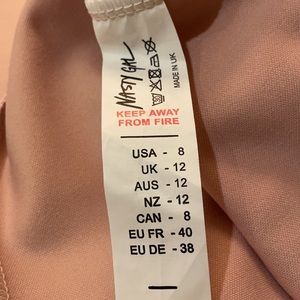 NASTY GAL
MADE IN UK
KEEP AWAY
FROM FIRE
USA - 8
UK - 12
AUS - 12
NZ - 12
CAN - 8
EU FR - 40
EU DE - 38